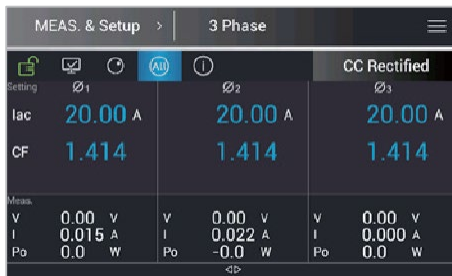 MEAS. & Setup > 3 Phase
All CC Rectified
Setting Ø1 Ø2 Ø3
Iac 20.00 A 20.00 A 20.00 A
CF 1.414 1.414 1.414
Meas.
V 0.00 V V 0.00 V V 0.00 V
I 0.015 A I 0.022 A I 0.000 A
Po 0.0 W Po -0.0 W Po 0.0 W